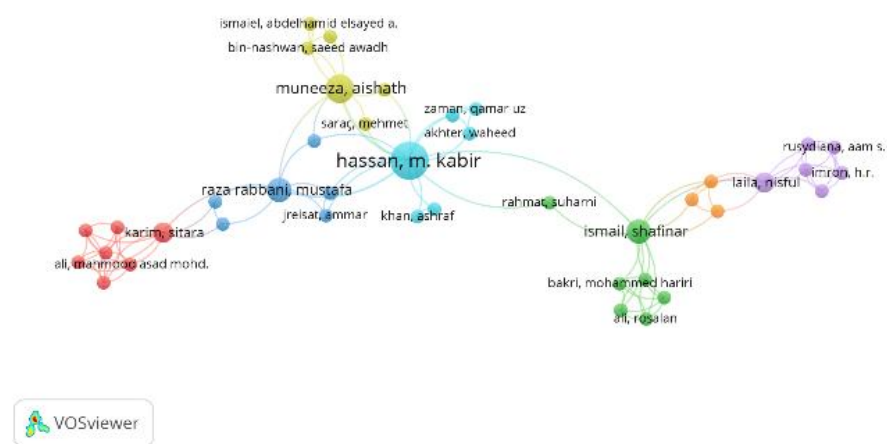 ismaiel, abdelhamid elsayed a.
bin-nashwan, saeed awadh
muneeza, aishath
zaman, qamar uz
saraç, mehmet
akhter, waheed
rusydiana, aam s.
hassan, m. kabir
imron, h.r.
laila, nisful
raza rabbani, mustafa
rahmat, suharni
jreisat, ammar
khan, ashraf
karim, sitara
ismail, shafinar
ali, mahmood asad mohd.
bakri, mohammed hariri
ali, rosalan
VOSviewer